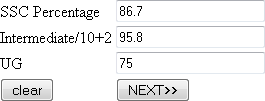 SSC Percentage 86.7
Intermediate/10+2 95.8
UG 75
clear NEXT>>